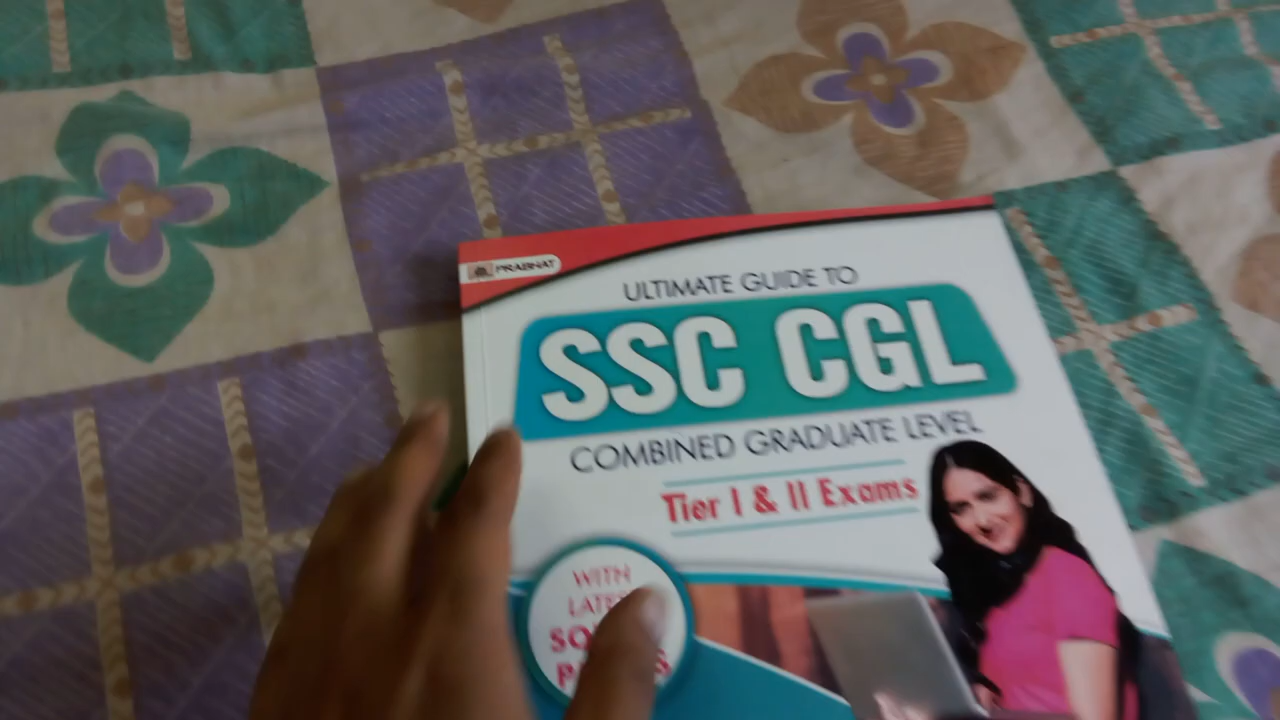 PRABHAT
ULTIMATE GUIDE TO
SSC CGL
COMBINED GRADUATE LEVEL
Tier I & II Exams
WITH